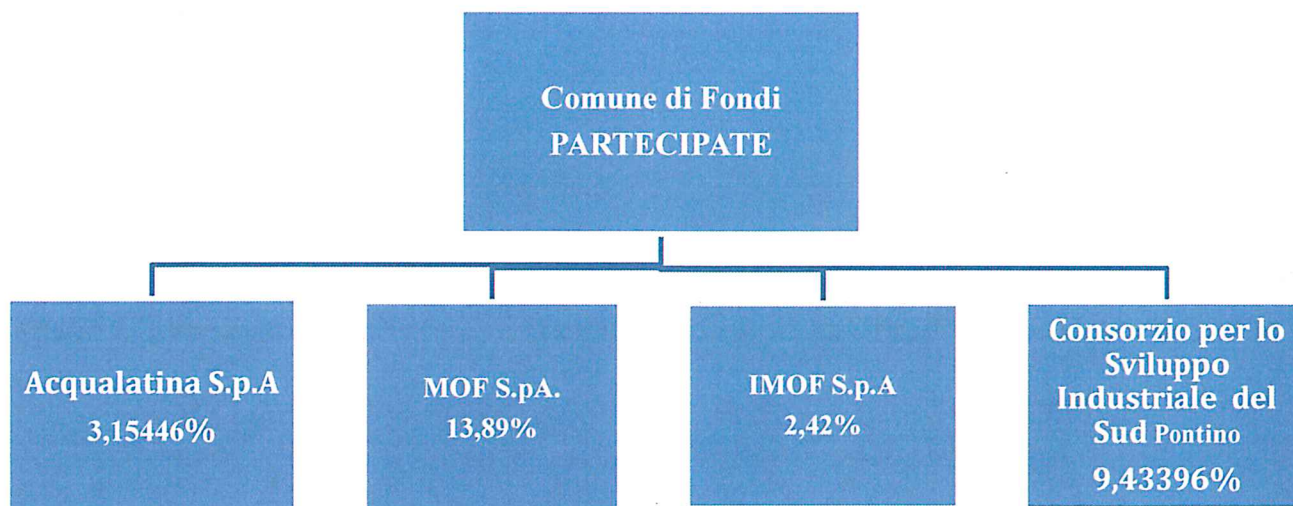 Comune di Fondi
PARTECIPATE
Acqualatina S.p.A
3,15446%
MOF S.pA.
13,89%
IMOF S.p.A
2,42%
Consorzio per lo
Sviluppo
Industriale del
Sud Pontino
9,43396%